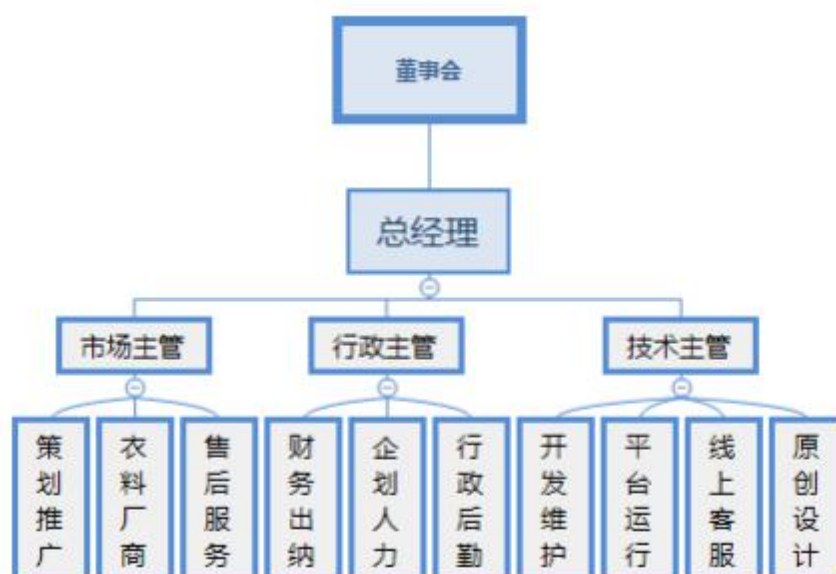 董事会
总经理
市场主管
行政主管
技术主管
策划推广
衣料厂商
售后服务
财务出纳
企划人力
行政后勤
开发维护
平台运行
线上客服
原创设计